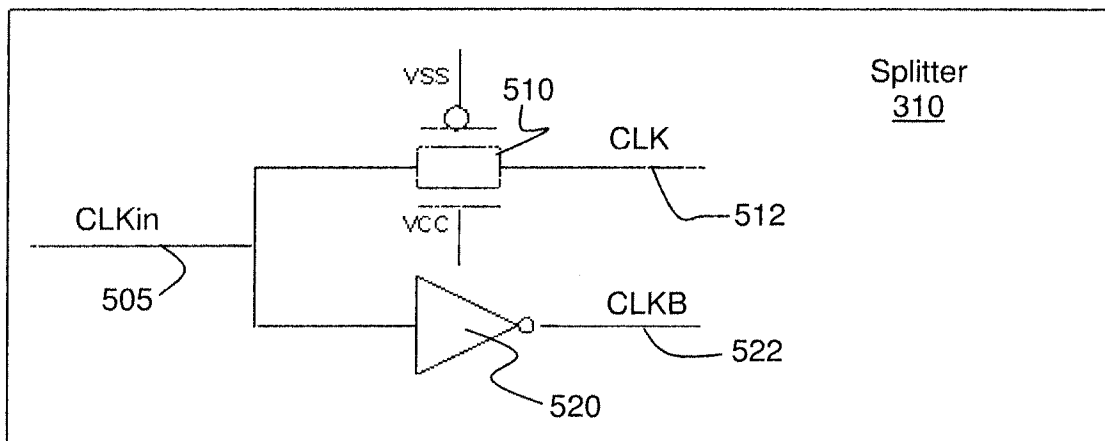 VSS
510
Splitter
310
CLK
512
CLKin
505
VCC
CLKB
522
520